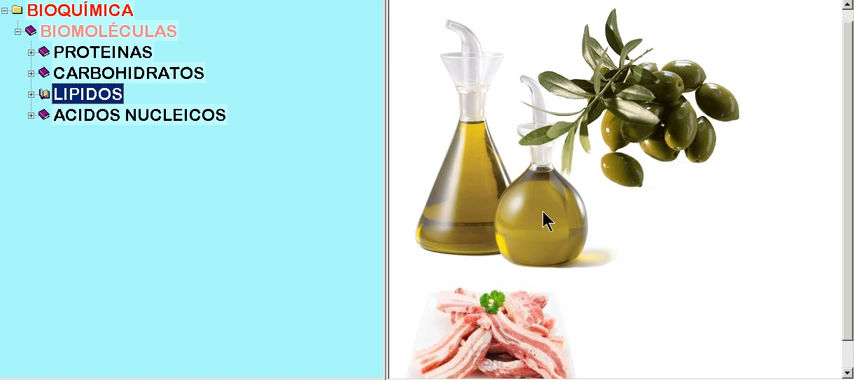 BIOQUÍMICA
BIOMOLÉCULAS
PROTEINAS
CARBOHIDRATOS
LIPIDOS
ACIDOS NUCLEICOS